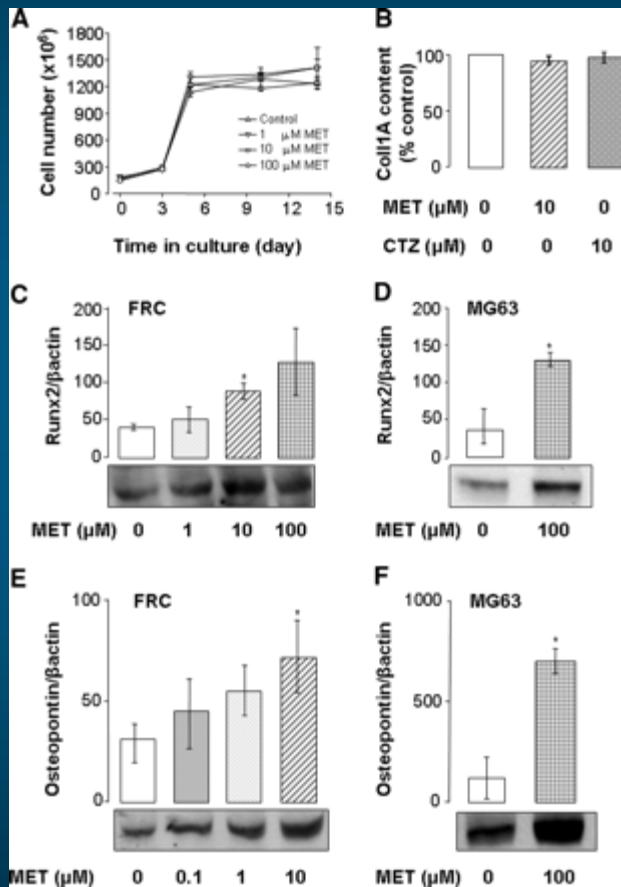 A
Cell number (x10⁶)
1500
1200
900
600
300
0
Control
1 µM MET
10 µM MET
100 µM MET
0 3 6 9 12 15
Time in culture (day)
B
Coll1A content
(% control)
100
50
0
MET (µM) 0 10 0
CTZ (µM) 0 0 10
C
FRC
Runx2/βactin
200
150
100
50
0
*
MET (µM) 0 1 10 100
D
MG63
Runx2/βactin
200
150
100
50
0
*
MET (µM) 0 100
E
FRC
Osteopontin/βactin
100
50
0
*
MET (µM) 0 0.1 1 10
F
MG63
Osteopontin/βactin
1000
500
0
*
MET (µM) 0 100